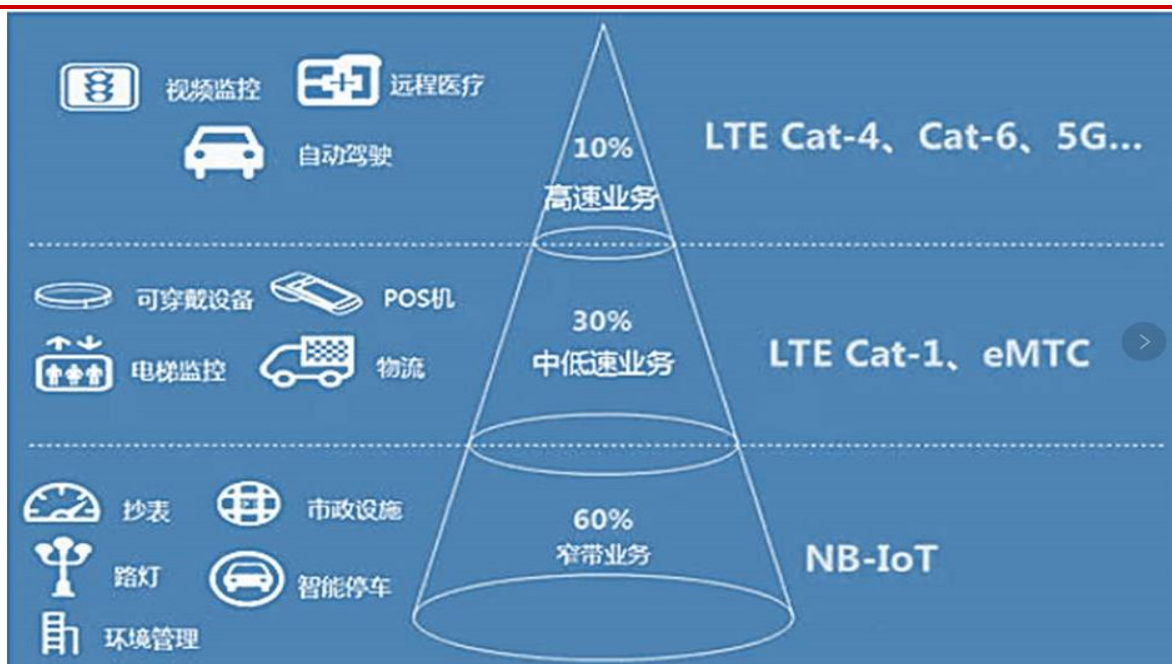 视频监控
远程医疗
自动驾驶
10%
高速业务
LTE Cat-4、Cat-6、5G...
可穿戴设备
POS机
电梯监控
物流
30%
中低速业务
LTE Cat-1、eMTC
抄表
市政设施
路灯
智能停车
环境管理
60%
窄带业务
NB-IoT